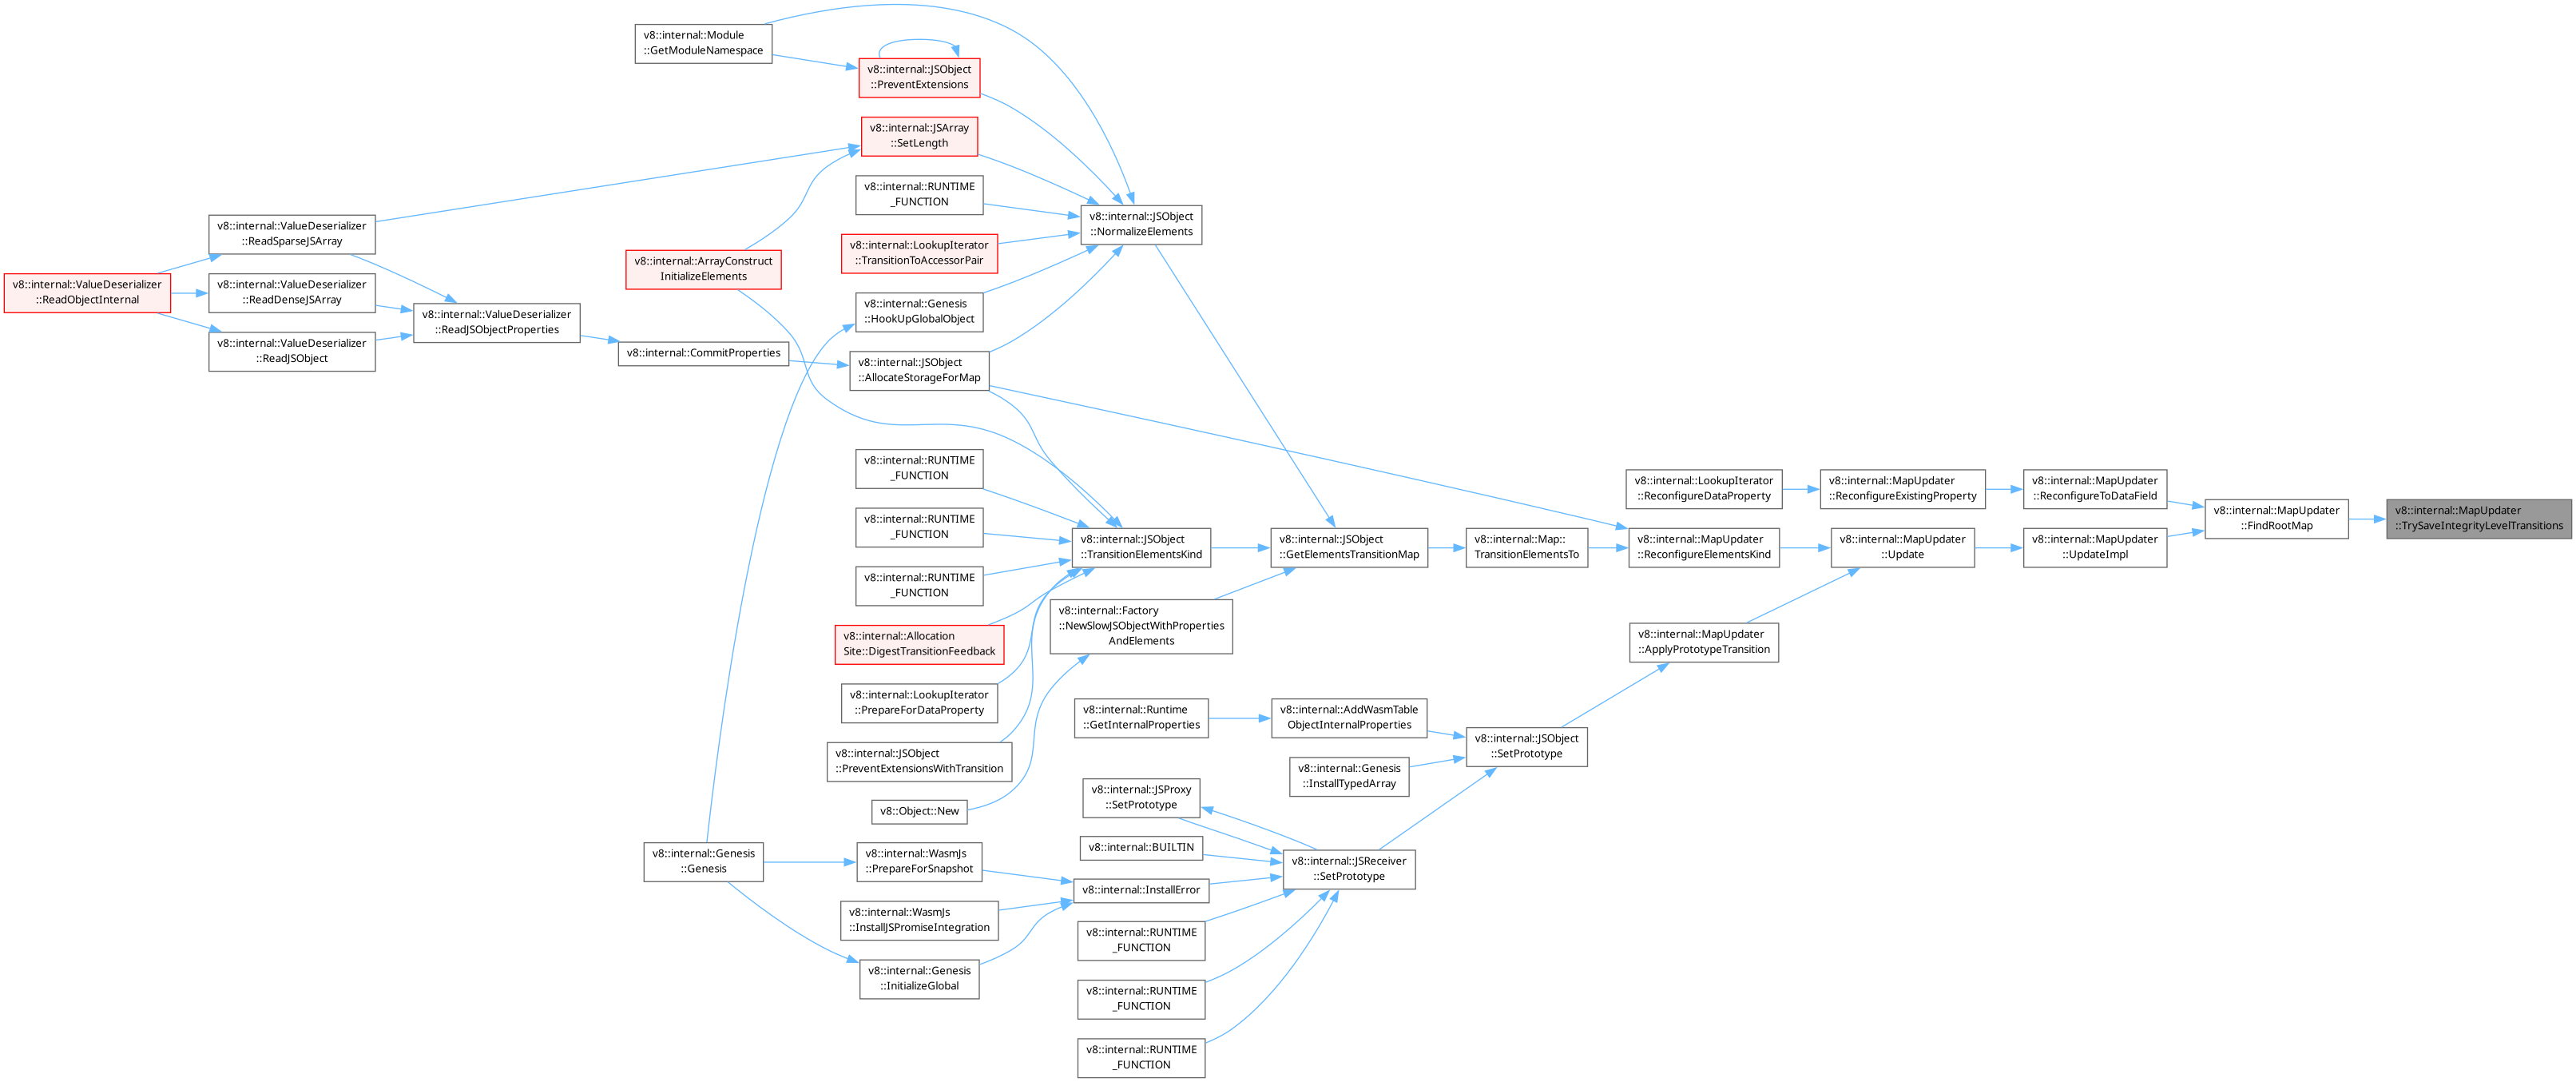 v8::internal::Module
::GetModuleNamespace
v8::internal::JSObject
::PreventExtensions
v8::internal::JSArray
::SetLength
v8::internal::RUNTIME
_FUNCTION
v8::internal::JSObject
::NormalizeElements
v8::internal::ValueDeserializer
::ReadSparseJSArray
v8::internal::LookupIterator
::TransitionToAccessorPair
v8::internal::ArrayConstruct
InitializeElements
v8::internal::ValueDeserializer
::ReadObjectInternal
v8::internal::ValueDeserializer
::ReadDenseJSArray
v8::internal::Genesis
::HookUpGlobalObject
v8::internal::ValueDeserializer
::ReadJSObjectProperties
v8::internal::ValueDeserializer
::ReadJSObject
v8::internal::CommitProperties
v8::internal::JSObject
::AllocateStorageForMap
v8::internal::RUNTIME
_FUNCTION
v8::internal::LookupIterator
::ReconfigureDataProperty
v8::internal::MapUpdater
::ReconfigureExistingProperty
v8::internal::MapUpdater
::ReconfigureToDataField
v8::internal::MapUpdater
::FindRootMap
v8::internal::MapUpdater
::TrySaveIntegrityLevelTransitions
v8::internal::RUNTIME
_FUNCTION
v8::internal::JSObject
::TransitionElementsKind
v8::internal::JSObject
::GetElementsTransitionMap
v8::internal::Map::
TransitionElementsTo
v8::internal::MapUpdater
::ReconfigureElementsKind
v8::internal::MapUpdater
::Update
v8::internal::MapUpdater
::UpdateImpl
v8::internal::RUNTIME
_FUNCTION
v8::internal::Factory
::NewSlowJSObjectWithProperties
AndElements
v8::internal::Allocation
Site::DigestTransitionFeedback
v8::internal::MapUpdater
::ApplyPrototypeTransition
v8::internal::LookupIterator
::PrepareForDataProperty
v8::internal::Runtime
::GetInternalProperties
v8::internal::AddWasmTable
ObjectInternalProperties
v8::internal::JSObject
::SetPrototype
v8::internal::JSObject
::PreventExtensionsWithTransition
v8::internal::Genesis
::InstallTypedArray
v8::internal::JSProxy
::SetPrototype
v8::Object::New
v8::internal::BUILTIN
v8::internal::Genesis
::Genesis
v8::internal::WasmJs
::PrepareForSnapshot
v8::internal::JSReceiver
::SetPrototype
v8::internal::InstallError
v8::internal::WasmJs
::InstallJSPromiseIntegration
v8::internal::RUNTIME
_FUNCTION
v8::internal::Genesis
::InitializeGlobal
v8::internal::RUNTIME
_FUNCTION
v8::internal::RUNTIME
_FUNCTION